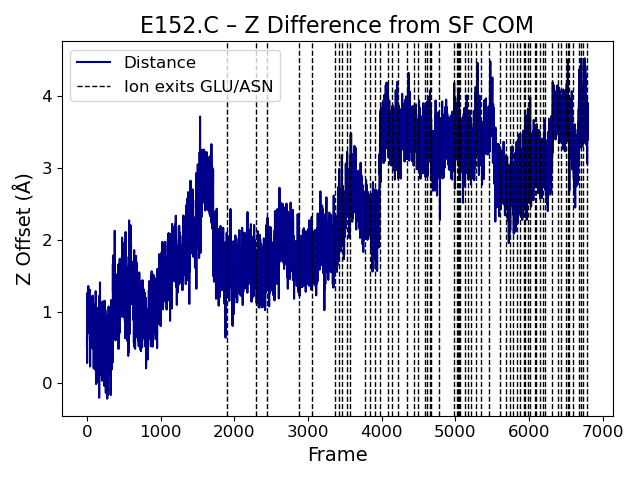 E152.C – Z Difference from SF COM
Distance
Ion exits GLU/ASN
Z Offset (Å)
4
3
2
1
0
0 1000 2000 3000 4000 5000 6000 7000
Frame